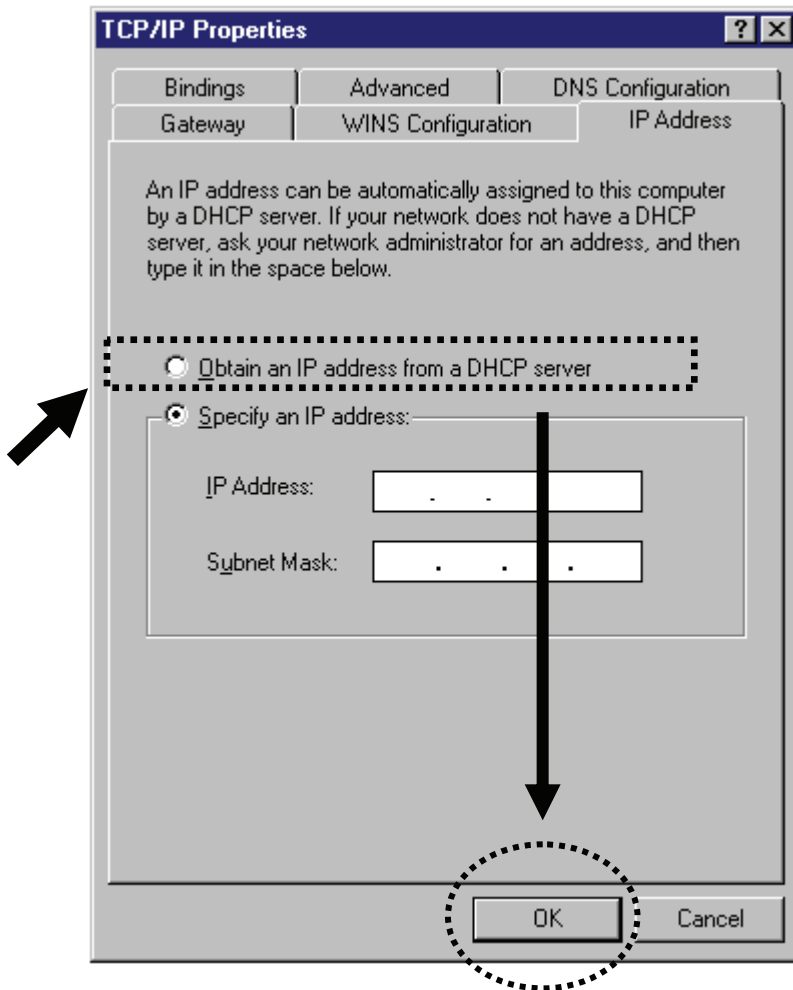 TCP/IP Properties
Bindings Advanced DNS Configuration
Gateway WINS Configuration IP Address
An IP address can be automatically assigned to this computer
by a DHCP server. If your network does not have a DHCP
server, ask your network administrator for an address, and then
type it in the space below.
Obtain an IP address from a DHCP server
Specify an IP address:
IP Address: . .
Subnet Mask: . . .
OK Cancel